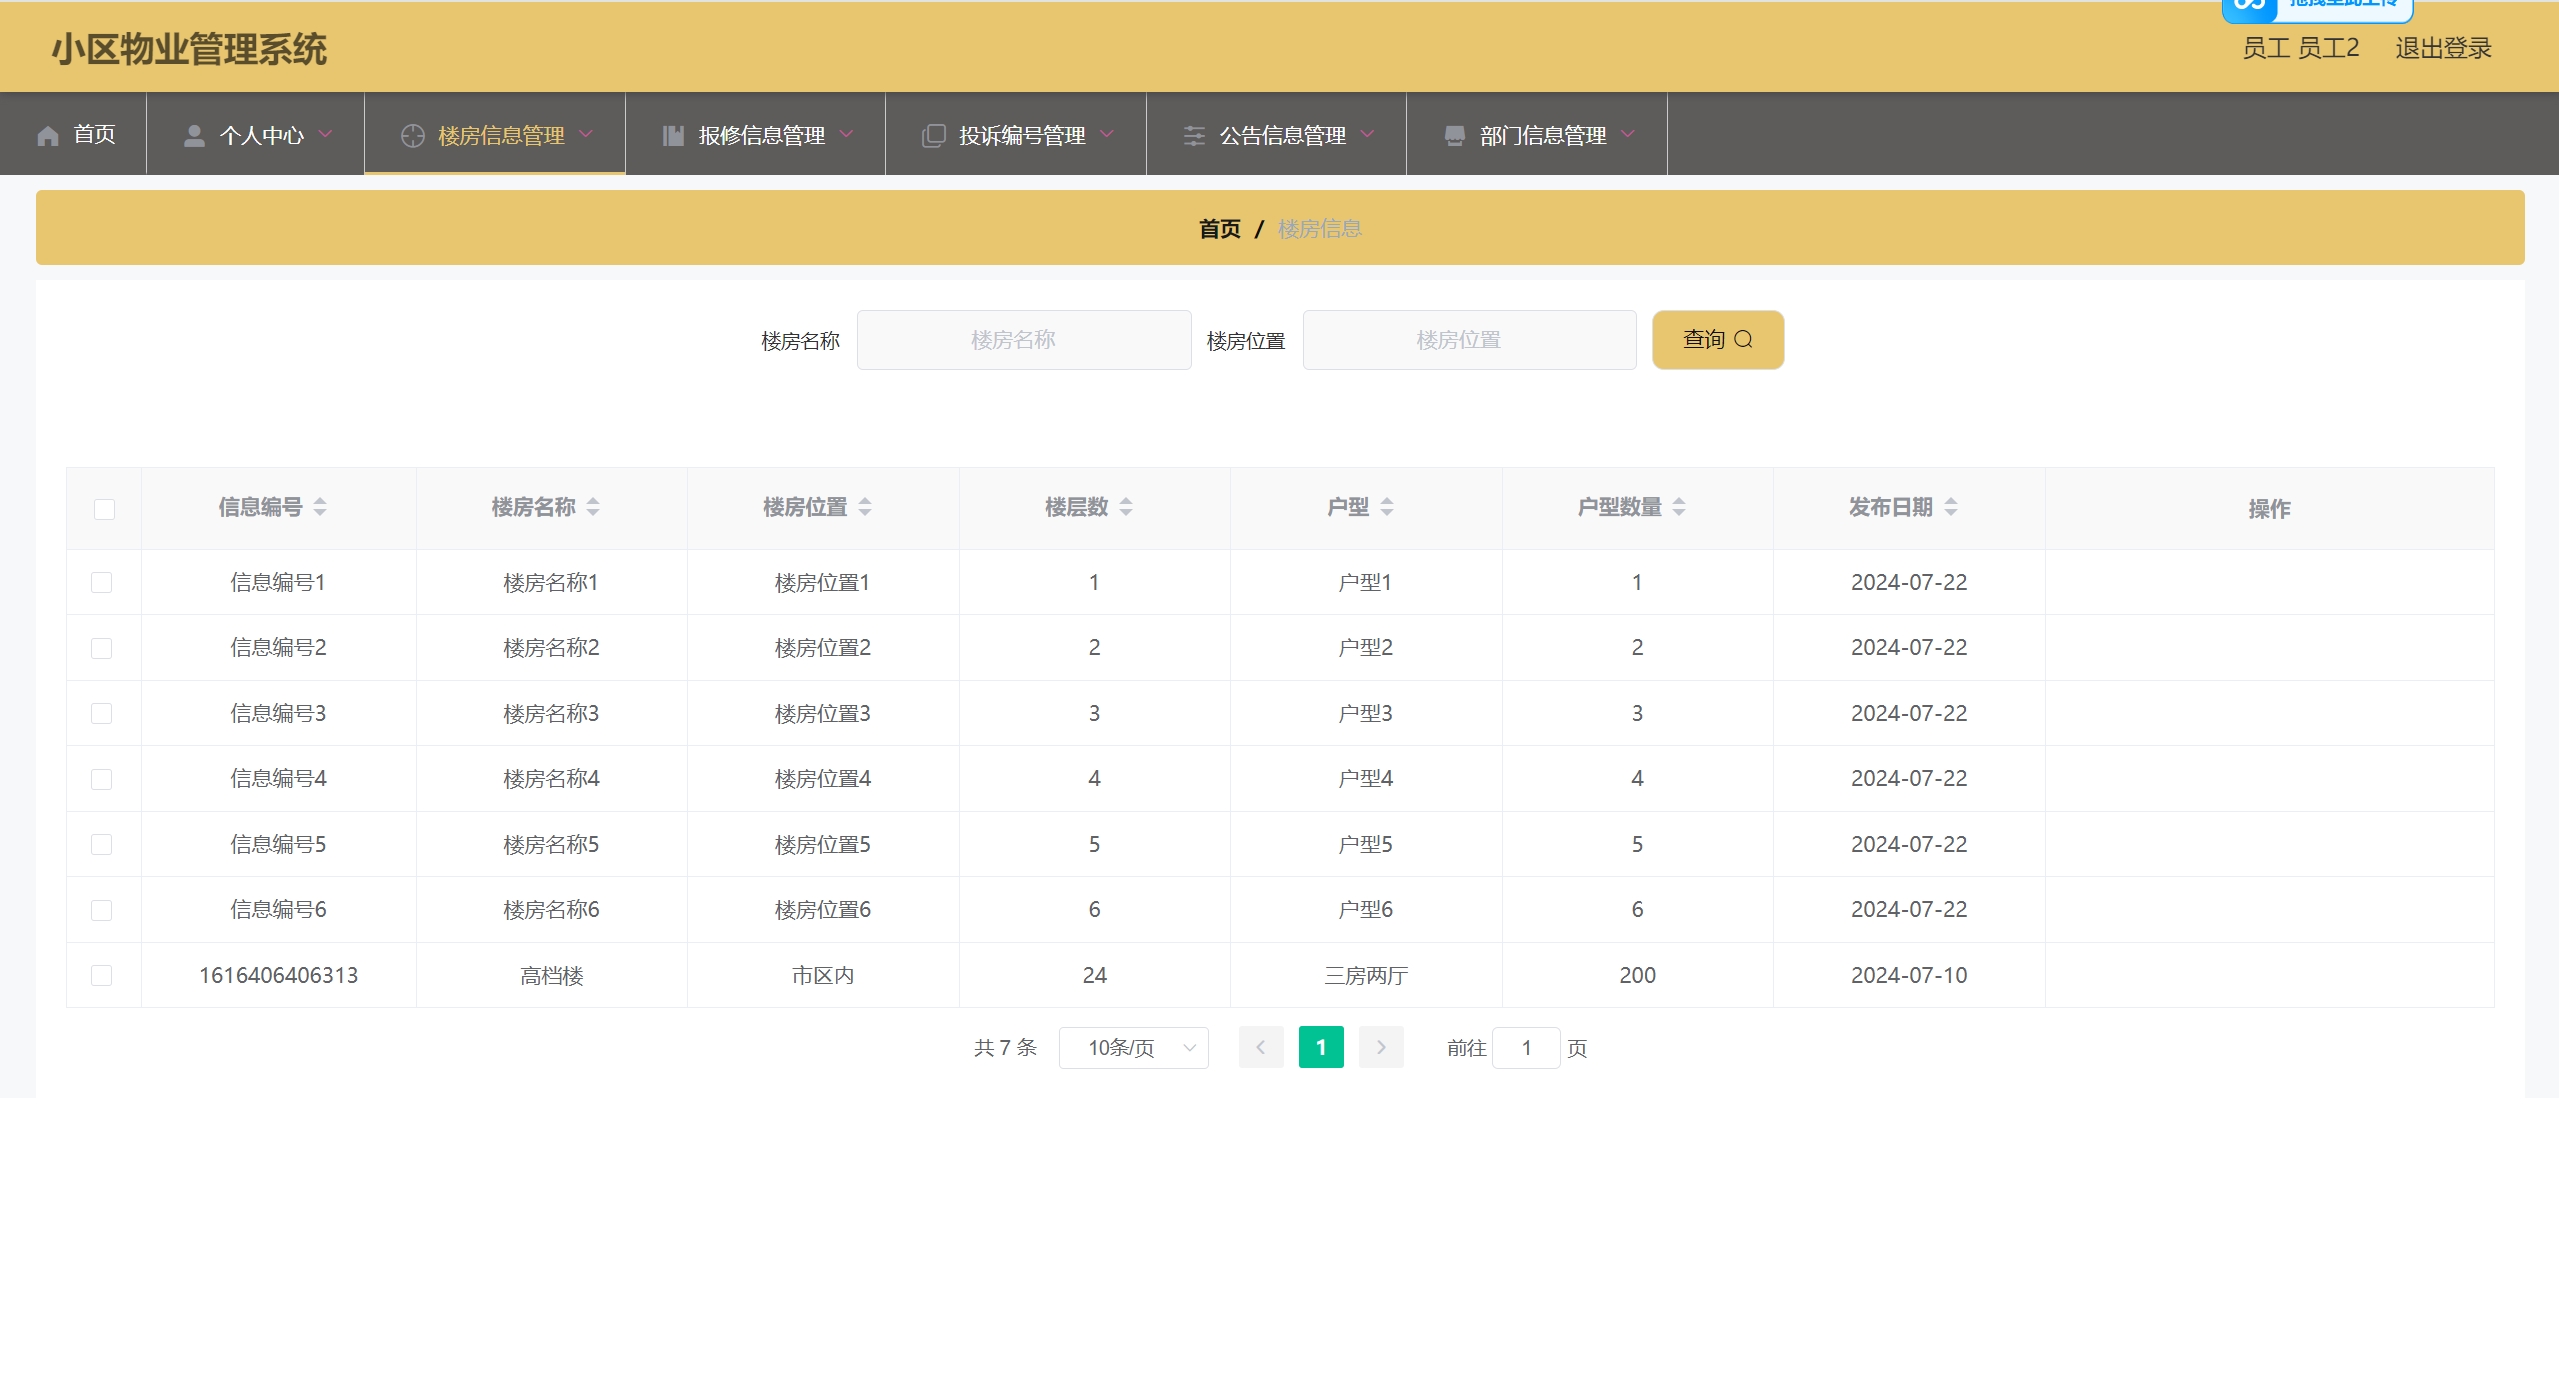 小区物业管理系统
员工 员工2 退出登录
首页 个人中心 楼房信息管理 报修信息管理 投诉编号管理 公告信息管理 部门信息管理
首页 / 楼房信息
楼房名称 楼房名称 楼房位置 楼房位置 查询
信息编号 楼房名称 楼房位置 楼层数 户型 户型数量 发布日期 操作
信息编号1 楼房名称1 楼房位置1 1 户型1 1 2024-07-22
信息编号2 楼房名称2 楼房位置2 2 户型2 2 2024-07-22
信息编号3 楼房名称3 楼房位置3 3 户型3 3 2024-07-22
信息编号4 楼房名称4 楼房位置4 4 户型4 4 2024-07-22
信息编号5 楼房名称5 楼房位置5 5 户型5 5 2024-07-22
信息编号6 楼房名称6 楼房位置6 6 户型6 6 2024-07-22
1616406406313 高档楼 市区内 24 三房两厅 200 2024-07-10
共 7 条 10条/页 1 前往 1 页